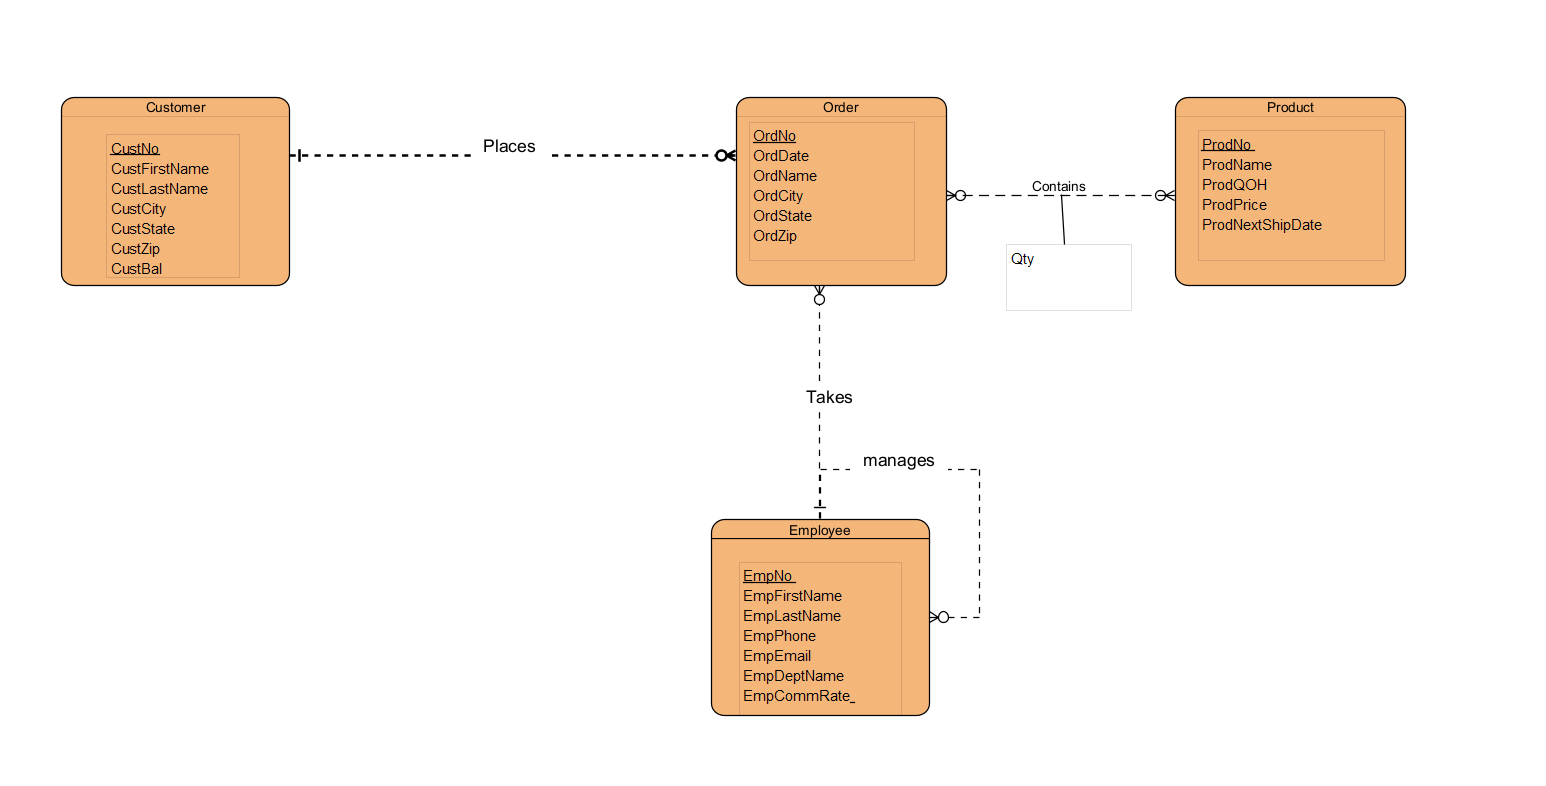 Customer
CustNo
CustFirstName
CustLastName
CustCity
CustState
CustZip
CustBal
Places
Order
OrdNo
OrdDate
OrdName
OrdCity
OrdState
OrdZip
Contains
Qty
Product
ProdNo
ProdName
ProdQOH
ProdPrice
ProdNextShipDate
Takes
manages
Employee
EmpNo
EmpFirstName
EmpLastName
EmpPhone
EmpEmail
EmpDeptName
EmpCommRate